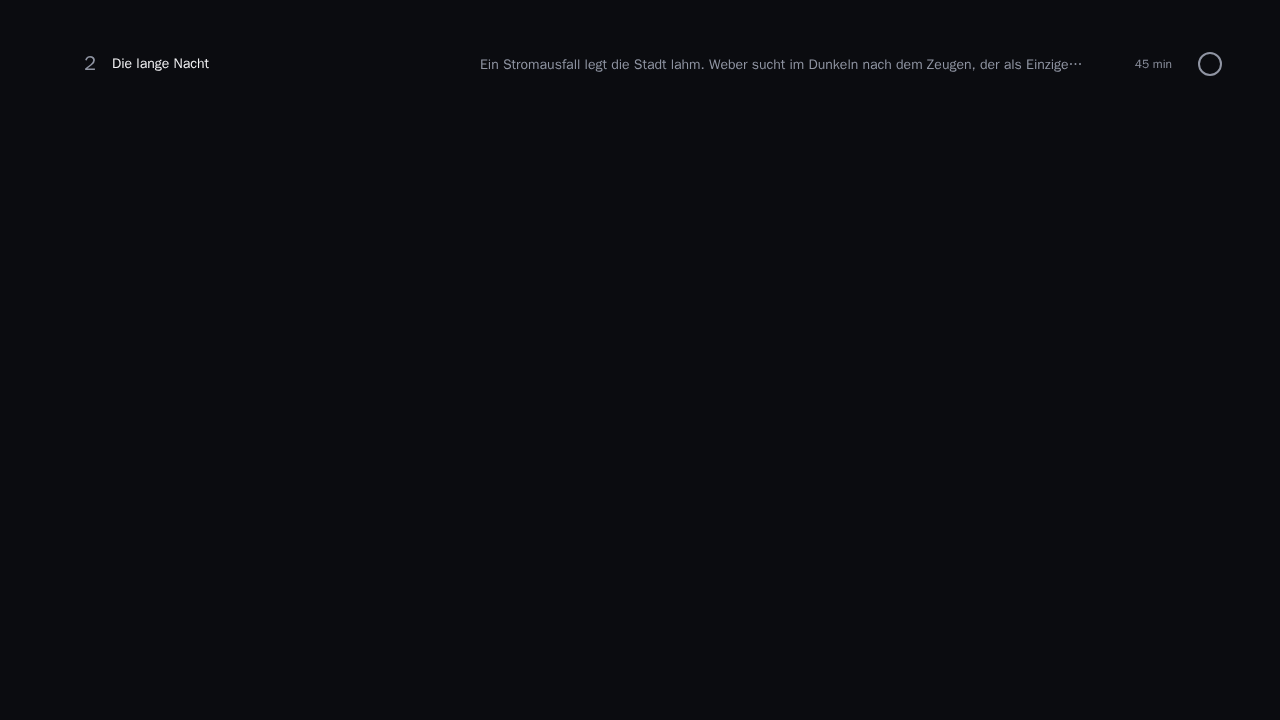 2 Die lange Nacht Ein Stromausfall legt die Stadt lahm. Weber sucht im Dunkeln nach dem Zeugen, der als Einzige… 45 min